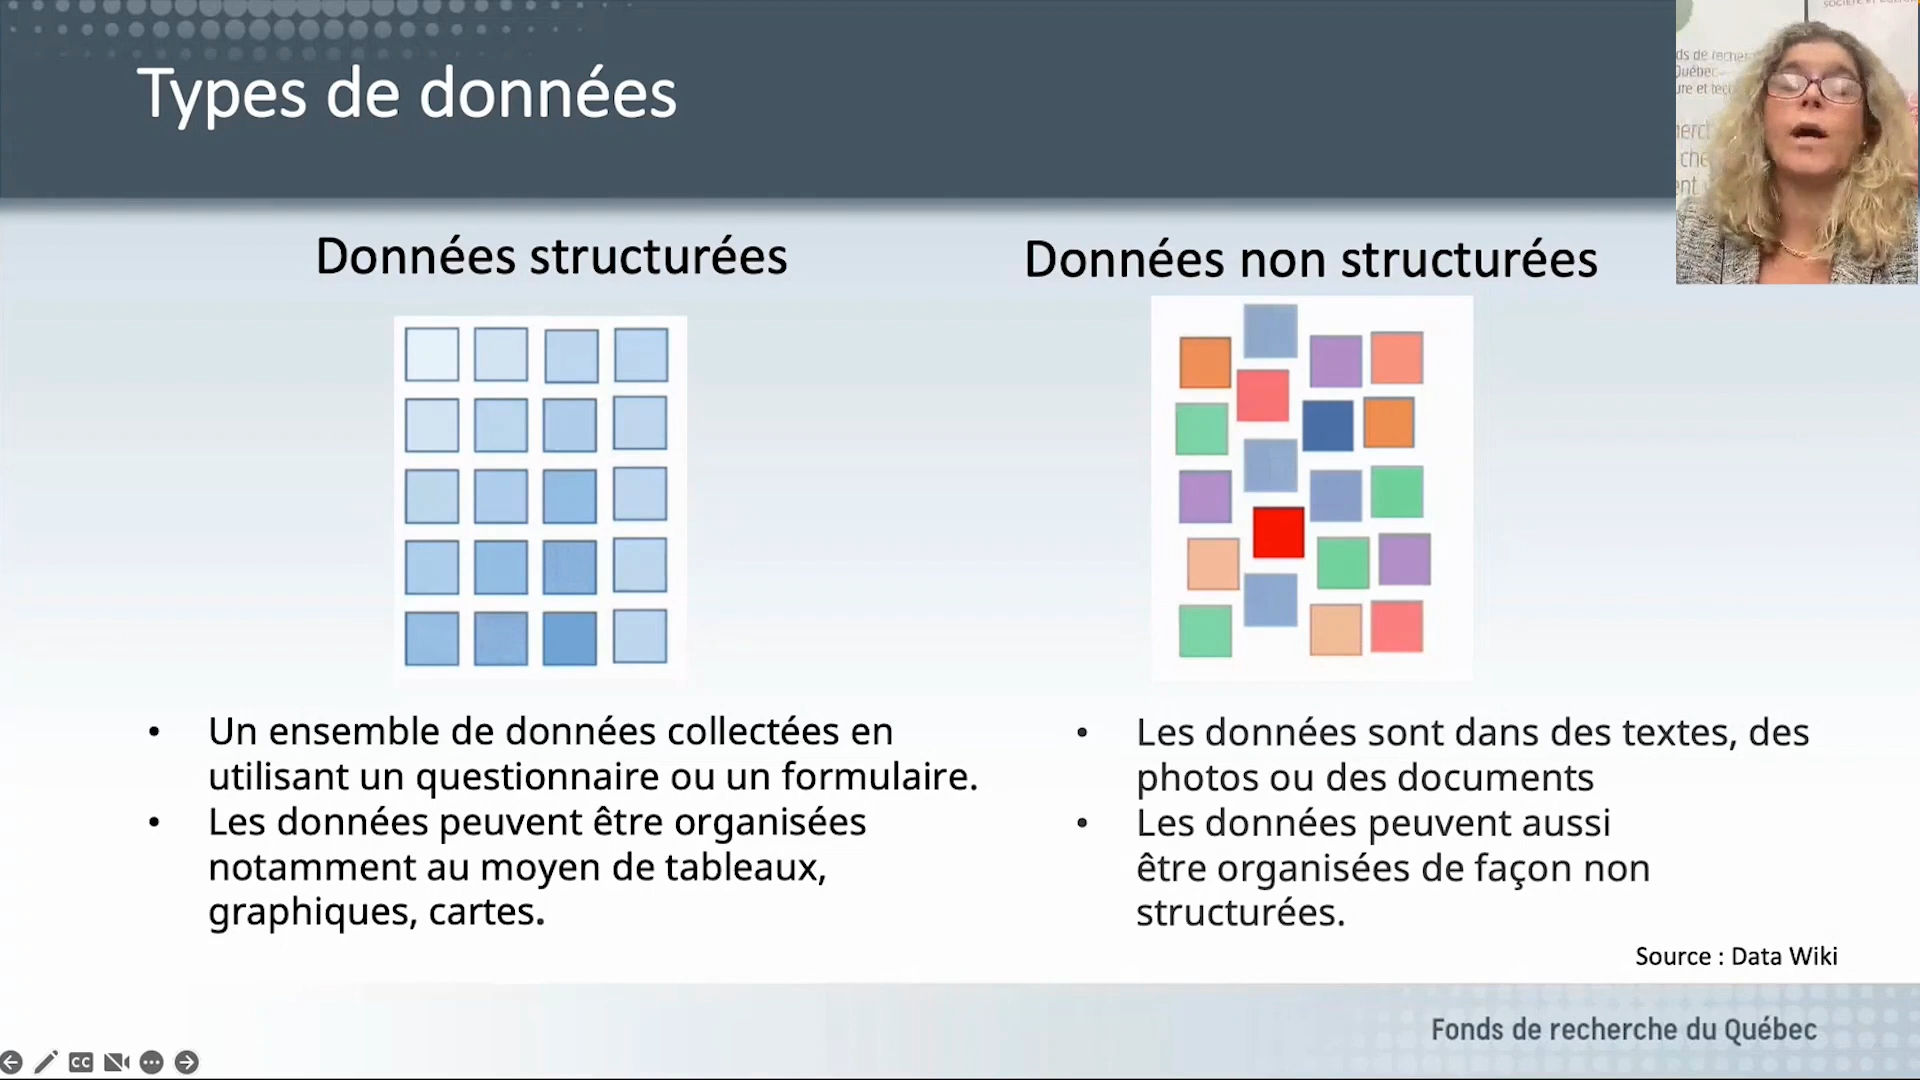 Types de données
Données structurées
Données non structurées
• Un ensemble de données collectées en
utilisant un questionnaire ou un formulaire.
• Les données peuvent être organisées
notamment au moyen de tableaux,
graphiques, cartes.
• Les données sont dans des textes, des
photos ou des documents
• Les données peuvent aussi
être organisées de façon non
structurées.
Source : Data Wiki
Fonds de recherche du Québec
CC